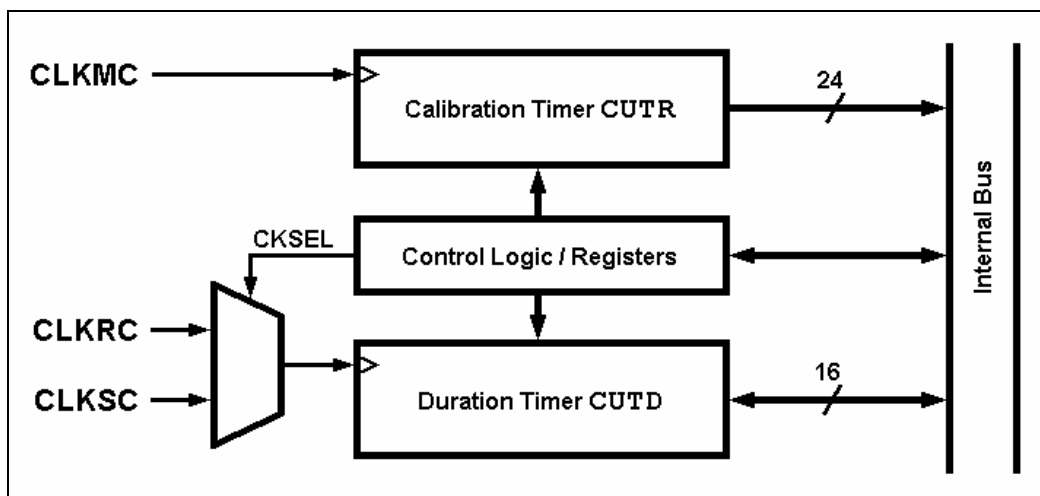 CLKMC
Calibration Timer CUTR
24
CKSEL
Control Logic / Registers
Internal Bus
CLKRC
CLKSC
Duration Timer CUTD
16